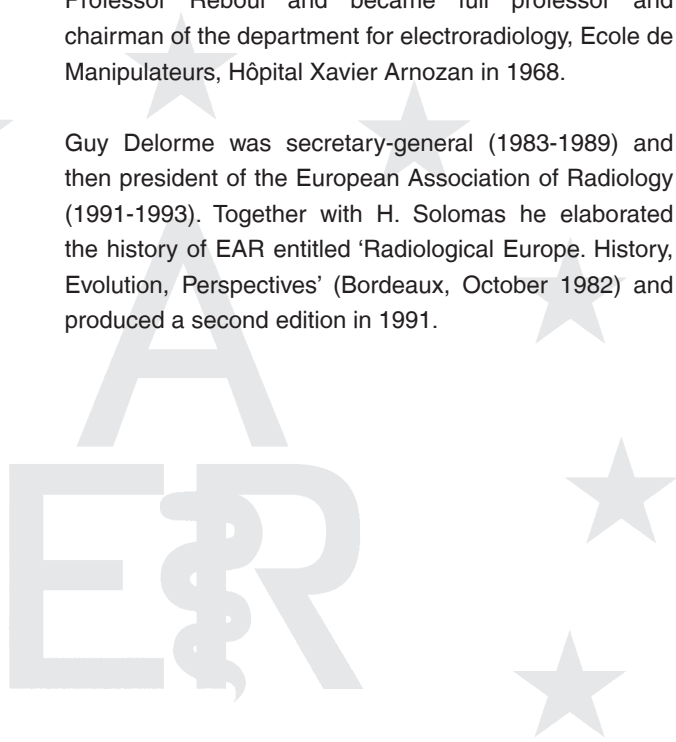 Professor Reboul and became full professor and
chairman of the department for electroradiology, Ecole de
Manipulateurs, Hôpital Xavier Arnozan in 1968.
Guy Delorme was secretary-general (1983-1989) and
then president of the European Association of Radiology
(1991-1993). Together with H. Solomas he elaborated
the history of EAR entitled ‘Radiological Europe. History,
Evolution, Perspectives’ (Bordeaux, October 1982) and
produced a second edition in 1991.
A
ER